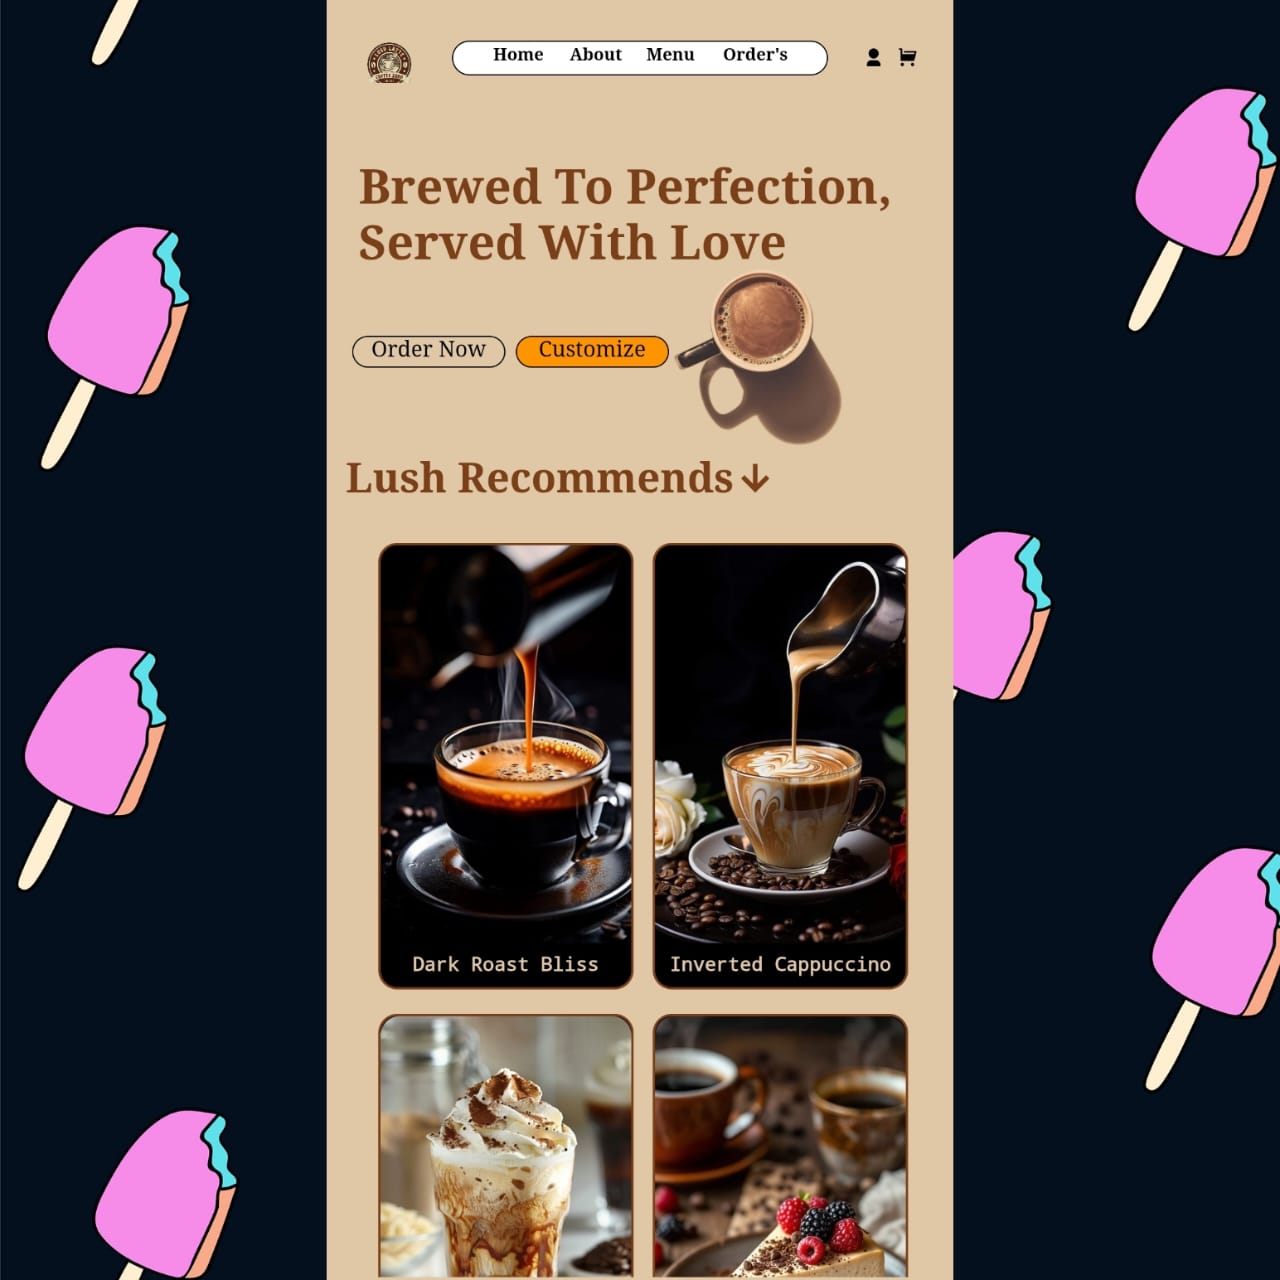 Home About Menu Order's
Brewed To Perfection,
Served With Love
Order Now Customize
Lush Recommends↓
Dark Roast Bliss Inverted Cappuccino